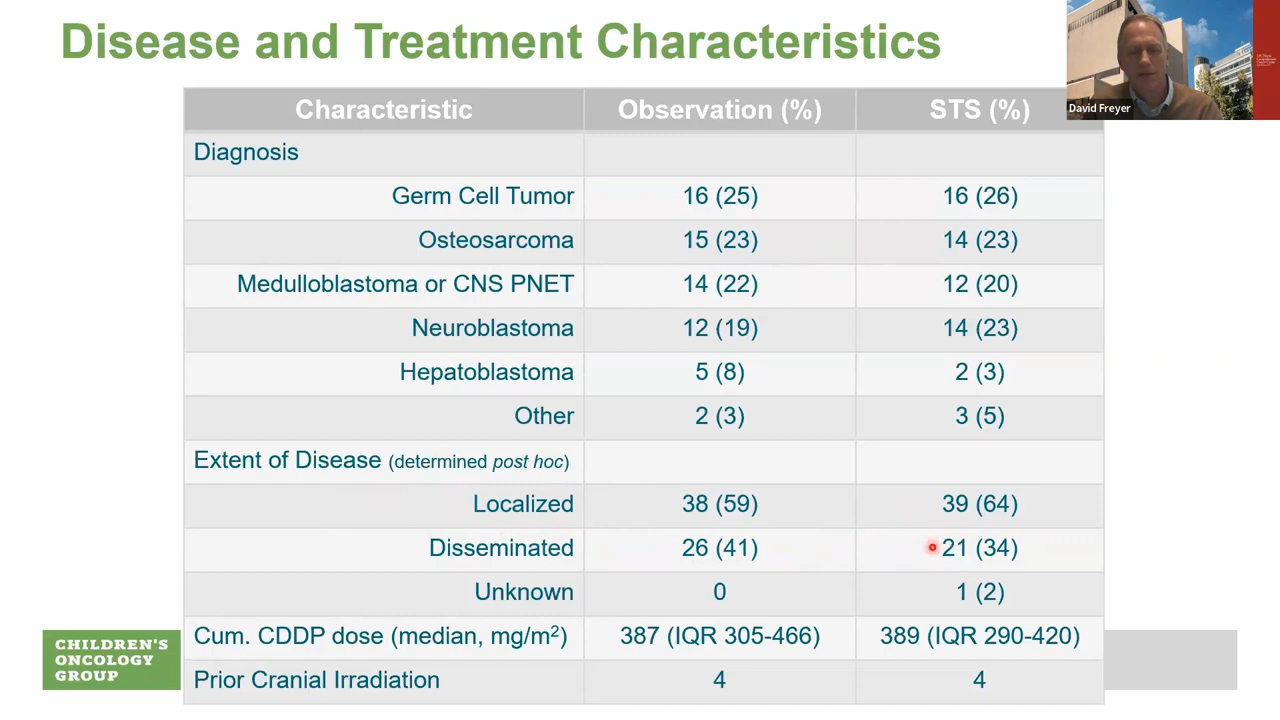 Disease and Treatment Characteristics
David Freyer
Characteristic Observation (%) STS (%)
Diagnosis
Germ Cell Tumor 16 (25) 16 (26)
Osteosarcoma 15 (23) 14 (23)
Medulloblastoma or CNS PNET 14 (22) 12 (20)
Neuroblastoma 12 (19) 14 (23)
Hepatoblastoma 5 (8) 2 (3)
Other 2 (3) 3 (5)
Extent of Disease (determined post hoc)
Localized 38 (59) 39 (64)
Disseminated 26 (41) 21 (34)
Unknown 0 1 (2)
Cum. CDDP dose (median, mg/m²) 387 (IQR 305-466) 389 (IQR 290-420)
Prior Cranial Irradiation 4 4
CHILDREN'S
ONCOLOGY
GROUP